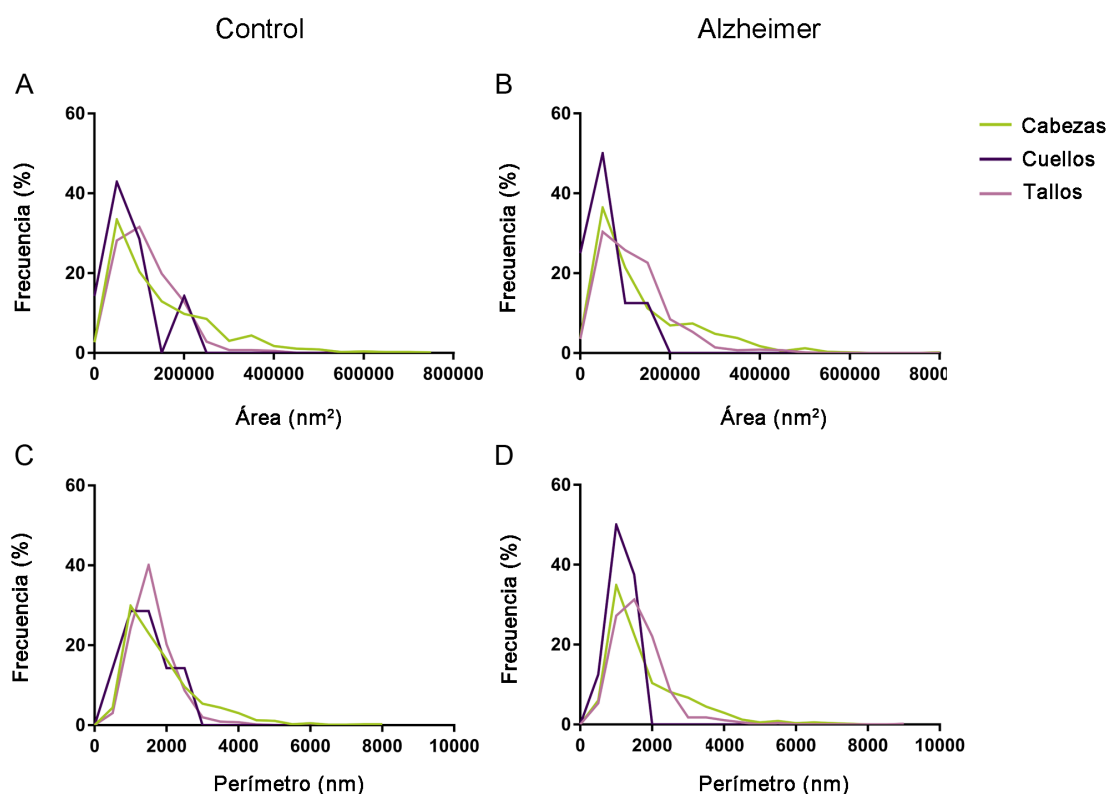 Control
Alzheimer
A
B
60
40
20
0
Frecuencia (%)
0 200000 400000 600000 800000
Área (nm²)
60
40
20
0
Frecuencia (%)
0 200000 400000 600000 80000
Área (nm²)
Cabezas
Cuellos
Tallos
C
D
60
40
20
0
Frecuencia (%)
0 2000 4000 6000 8000 10000
Perímetro (nm)
60
40
20
0
Frecuencia (%)
0 2000 4000 6000 8000 10000
Perímetro (nm)